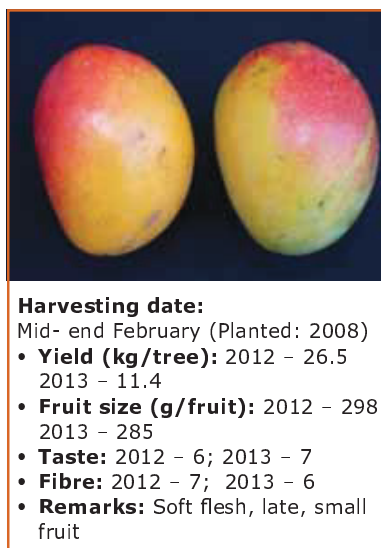 Harvesting date:
Mid- end February (Planted: 2008)
• Yield (kg/tree): 2012 – 26.5
2013 – 11.4
• Fruit size (g/fruit): 2012 – 298
2013 – 285
• Taste: 2012 – 6; 2013 – 7
• Fibre: 2012 – 7; 2013 – 6
• Remarks: Soft flesh, late, small
fruit